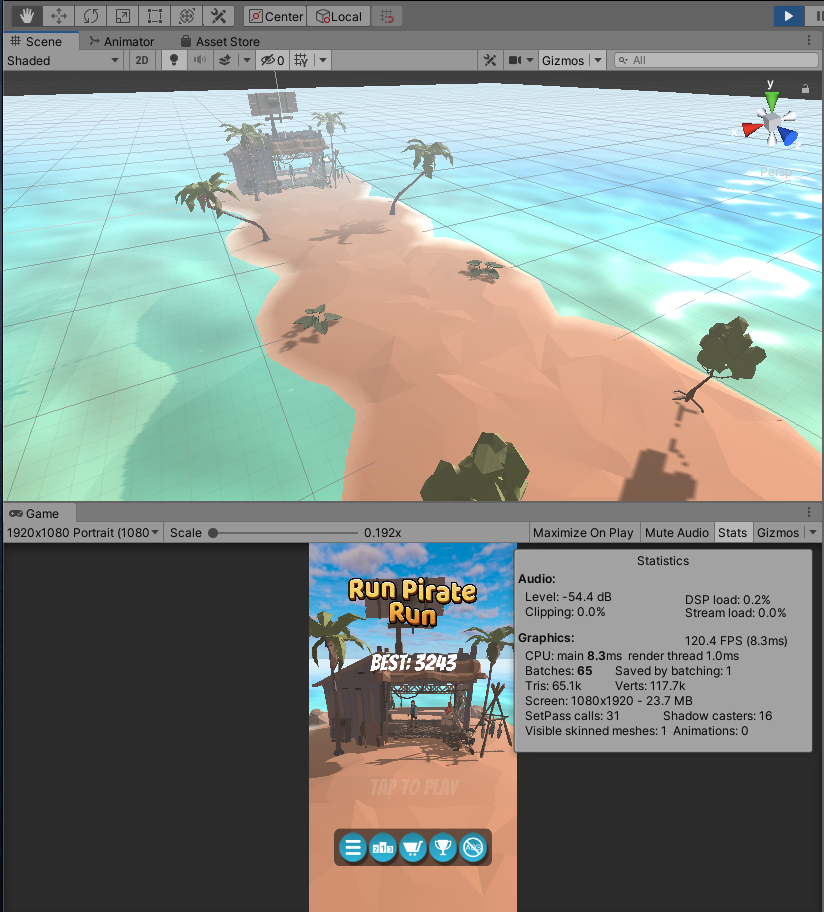 Center Local
Scene Animator Asset Store
Shaded 2D 0 Gizmos All
y
Persp
Game
1920x1080 Portrait (1080 Scale 0.192x Maximize On Play Mute Audio Stats Gizmos
Statistics
Audio:
Level: -54.4 dB DSP load: 0.2%
Clipping: 0.0% Stream load: 0.0%
Graphics: 120.4 FPS (8.3ms)
CPU: main 8.3ms render thread 1.0ms
Batches: 65 Saved by batching: 1
Tris: 65.1k Verts: 117.7k
Screen: 1080x1920 - 23.7 MB
SetPass calls: 31 Shadow casters: 16
Visible skinned meshes: 1 Animations: 0
Run Pirate
Run
BEST: 3243
TAP TO PLAY
2 1 3 ADS